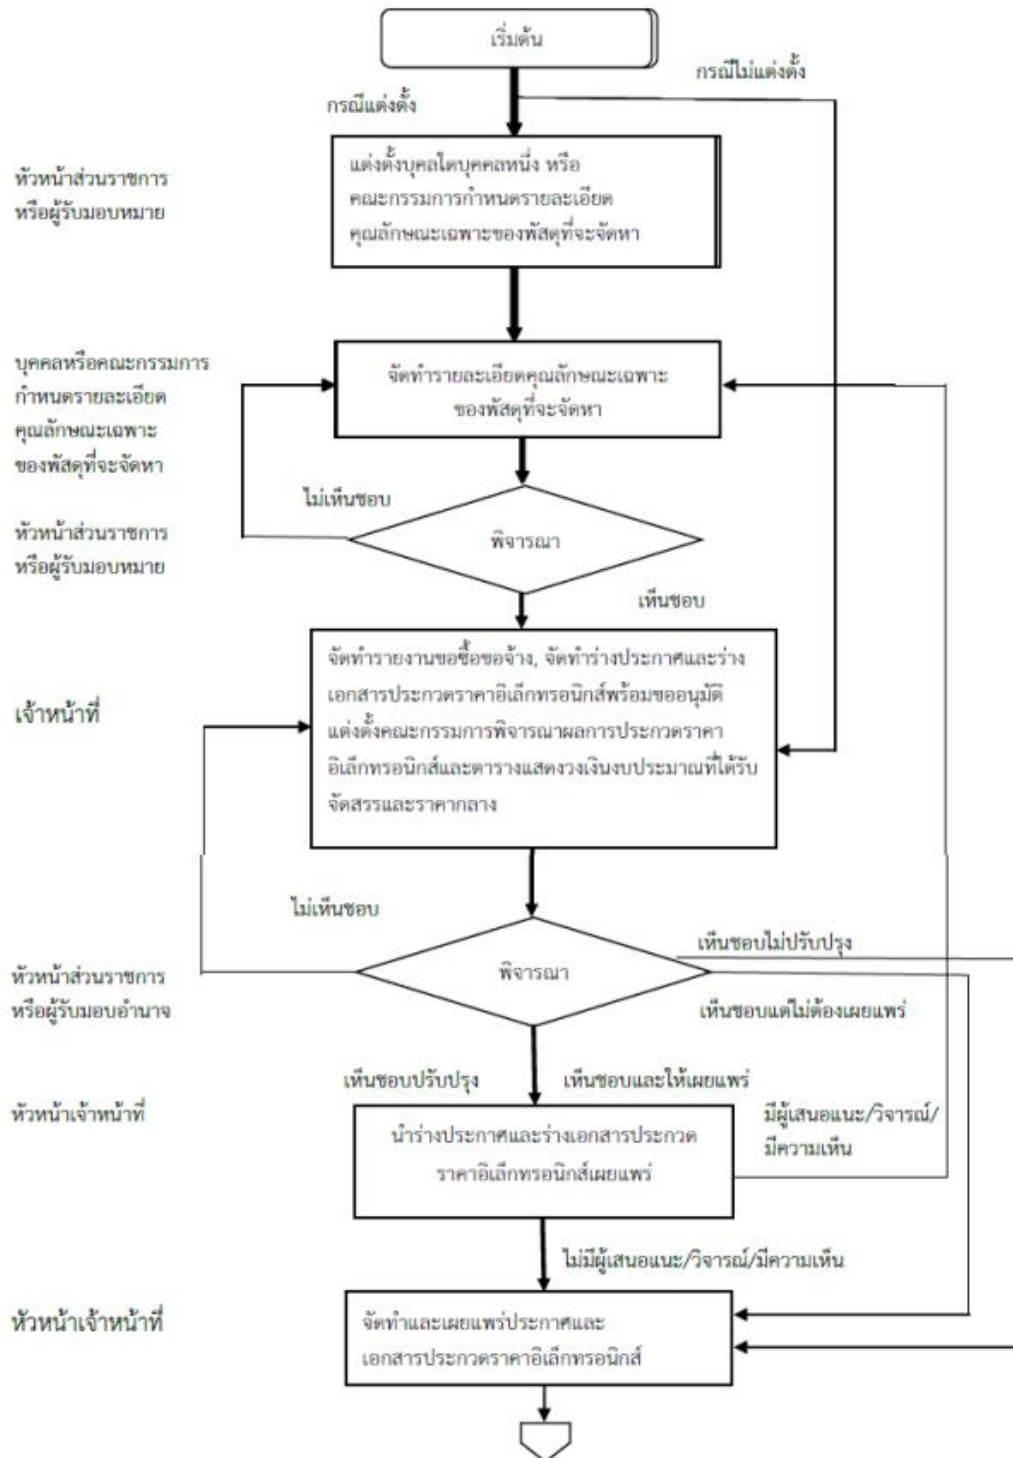 เริ่มต้น
กรณีไม่แต่งตั้ง
กรณีแต่งตั้ง
หัวหน้าส่วนราชการ
หรือผู้รับมอบหมาย
แต่งตั้งบุคลใดบุคคลหนึ่ง หรือ
คณะกรรมการกำหนดรายละเอียด
คุณลักษณะเฉพาะของพัสดุที่จะจัดหา
บุคคลหรือคณะกรรมการ
กำหนดรายละเอียด
คุณลักษณะเฉพาะ
ของพัสดุที่จะจัดหา
จัดทำรายละเอียดคุณลักษณะเฉพาะ
ของพัสดุที่จะจัดหา
ไม่เห็นชอบ
หัวหน้าส่วนราชการ
หรือผู้รับมอบหมาย
พิจารณา
เห็นชอบ
เจ้าหน้าที่
จัดทำรายงานขอซื้อขอจ้าง, จัดทำร่างประกาศและร่าง
เอกสารประกวดราคาอิเล็กทรอนิกส์พร้อมขออนุมัติ
แต่งตั้งคณะกรรมการพิจารณาผลการประกวดราคา
อิเล็กทรอนิกส์และตารางแสดงวงเงินงบประมาณที่ได้รับ
จัดสรรและราคากลาง
ไม่เห็นชอบ
เห็นชอบไม่ปรับปรุง
หัวหน้าส่วนราชการ
หรือผู้รับมอบอำนาจ
พิจารณา
เห็นชอบแต่ไม่ต้องเผยแพร่
เห็นชอบปรับปรุง
เห็นชอบและให้เผยแพร่
หัวหน้าเจ้าหน้าที่
นำร่างประกาศและร่างเอกสารประกวด
ราคาอิเล็กทรอนิกส์เผยแพร่
มีผู้เสนอแนะ/วิจารณ์/
มีความเห็น
ไม่มีผู้เสนอแนะ/วิจารณ์/มีความเห็น
หัวหน้าเจ้าหน้าที่
จัดทำและเผยแพร่ประกาศและ
เอกสารประกวดราคาอิเล็กทรอนิกส์